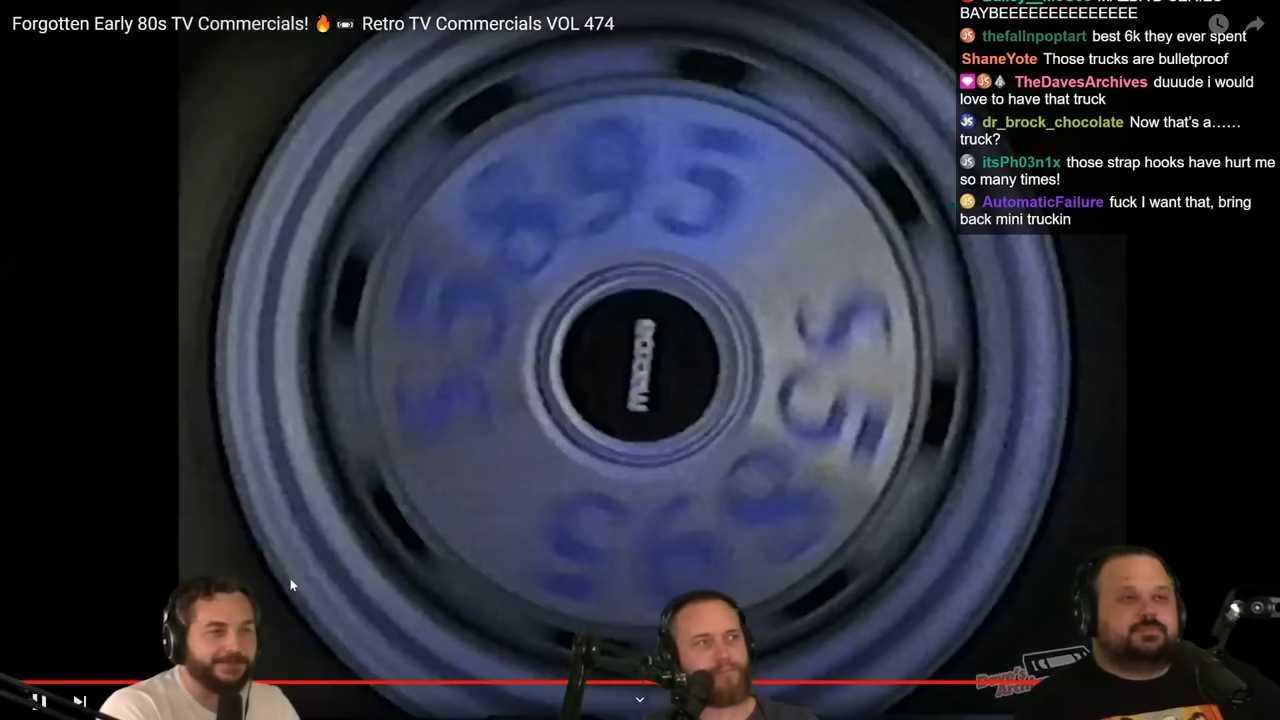 Forgotten Early 80s TV Commercials! 🔥 📼 Retro TV Commercials VOL 474
BAYBEEEEEEEEEEEEEE
thefallnpoptart best 6k they ever spent
ShaneYote Those trucks are bulletproof
TheDavesArchives duuude i would
love to have that truck
dr_brock_chocolate Now that's a……
truck?
itsPh03n1x those strap hooks have hurt me
so many times!
AutomaticFailure fuck I want that, bring
back mini truckin
Dave's
Archi